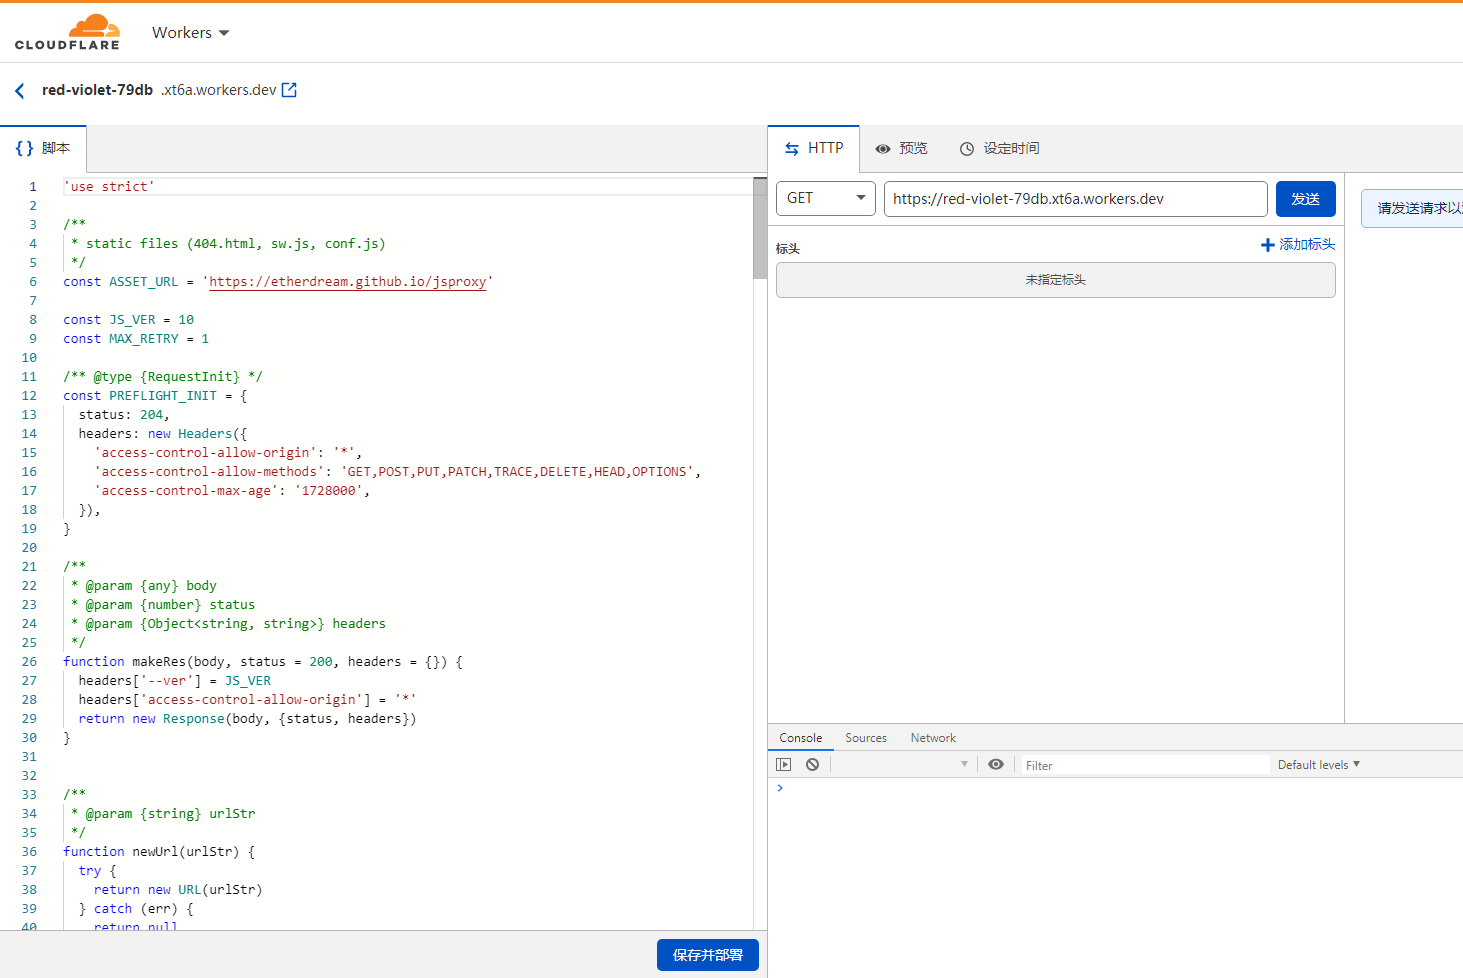 CLOUDFLARE
Workers
red-violet-79db .xt6a.workers.dev
{} 脚本
1 'use strict'
2
3 /**
4 * static files (404.html, sw.js, conf.js)
5 */
6 const ASSET_URL = 'https://etherdream.github.io/jsproxy'
7
8 const JS_VER = 10
9 const MAX_RETRY = 1
10
11 /** @type {RequestInit} */
12 const PREFLIGHT_INIT = {
13 status: 204,
14 headers: new Headers({
15 'access-control-allow-origin': '*',
16 'access-control-allow-methods': 'GET,POST,PUT,PATCH,TRACE,DELETE,HEAD,OPTIONS',
17 'access-control-max-age': '1728000',
18 }),
19 }
20
21 /**
22 * @param {any} body
23 * @param {number} status
24 * @param {Object<string, string>} headers
25 */
26 function makeRes(body, status = 200, headers = {}) {
27 headers['--ver'] = JS_VER
28 headers['access-control-allow-origin'] = '*'
29 return new Response(body, {status, headers})
30 }
31
32
33 /**
34 * @param {string} urlStr
35 */
36 function newUrl(urlStr) {
37 try {
38 return new URL(urlStr)
39 } catch (err) {
40 return null
保存并部署
HTTP 预览 设定时间
GET https://red-violet-79db.xt6a.workers.dev 发送
标头 添加标头
未指定标头
请发送请求以
Console Sources Network
Filter Default levels ▼